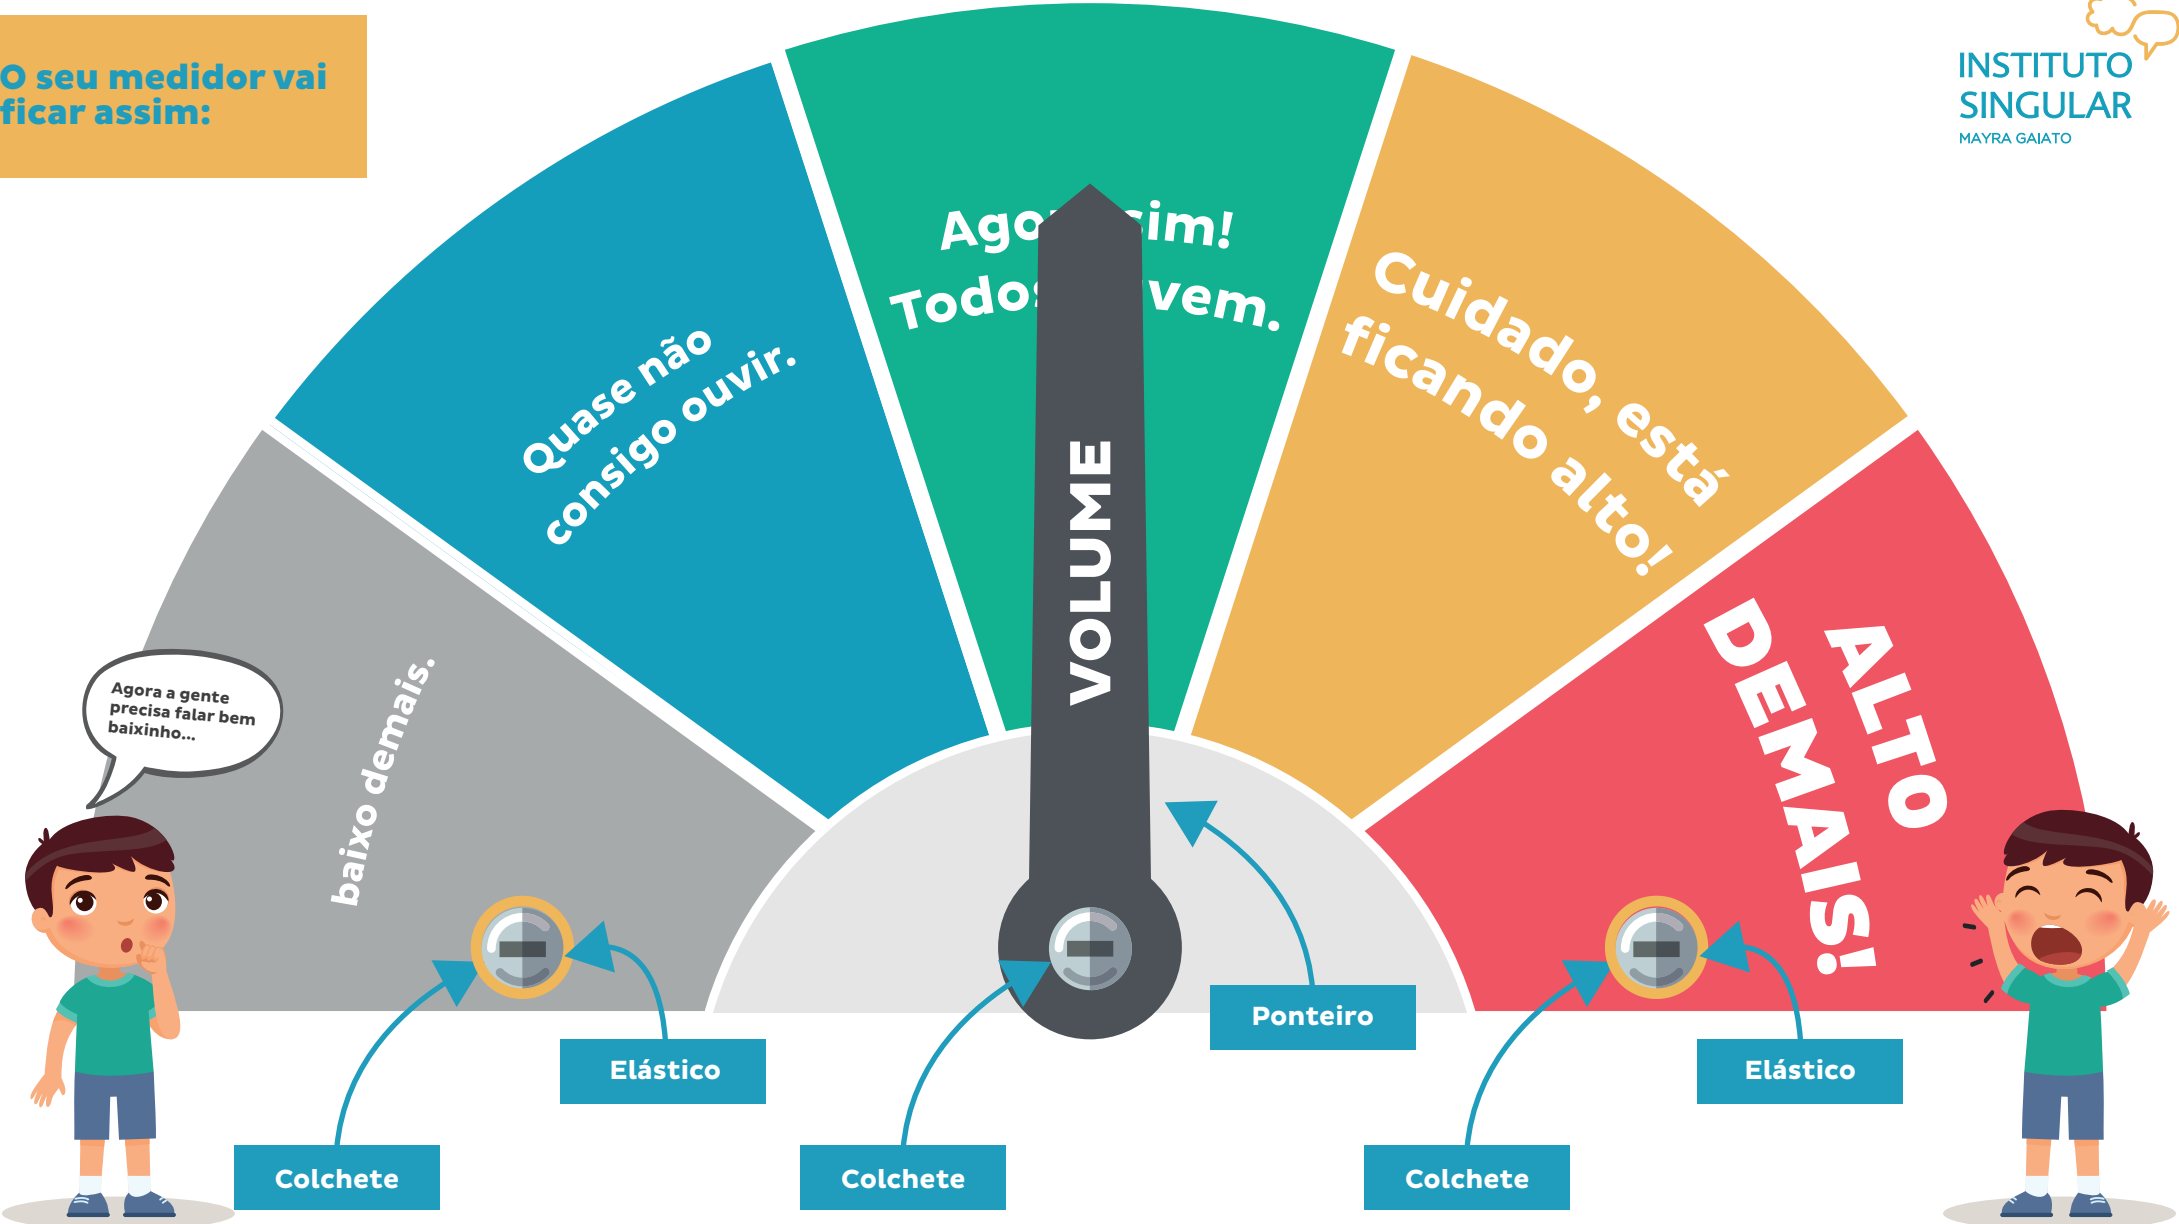 O seu medidor vai
ficar assim:
INSTITUTO
SINGULAR
MAYRA GAIATO
baixo demais.
Quase não
consigo ouvir.
sim!
Cuidado, está
ficando alto!
ALTO
DEMAIS!
VOLUME
Agora a gente
precisa falar bem
baixinho...
Ponteiro
Elástico
Elástico
Colchete
Colchete
Colchete